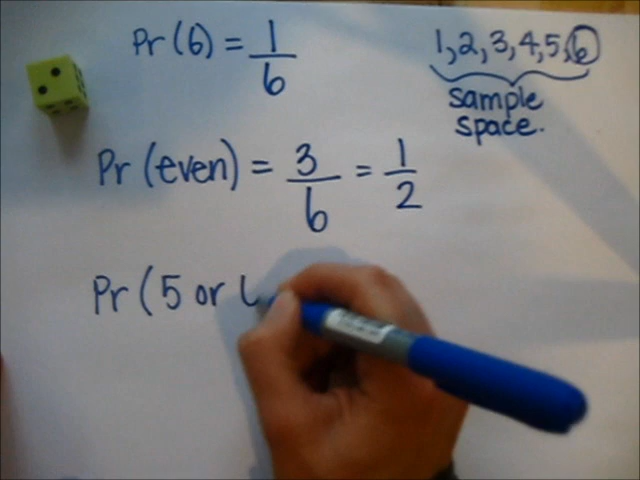 Pr (6) = 1/6
1, 2, 3, 4, 5, 6
sample
space.
Pr (even) = 3/6 = 1/2
Pr ( 5 or